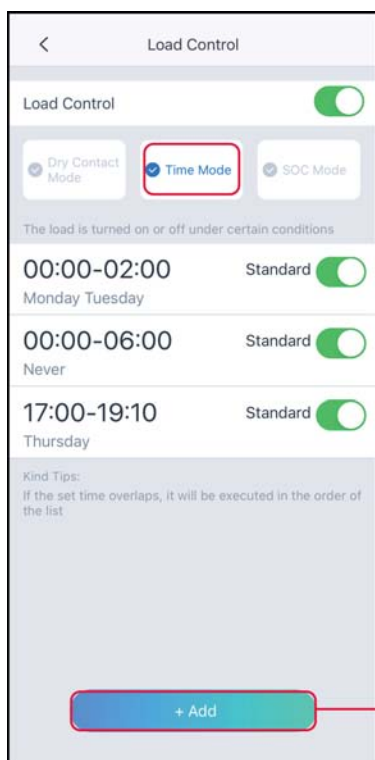 Load Control
Load Control
Dry Contact
Mode
Time Mode
SOC Mode
The load is turned on or off under certain conditions
00:00-02:00
Standard
Monday Tuesday
00:00-06:00
Standard
Never
17:00-19:10
Standard
Thursday
Kind Tips:
If the set time overlaps, it will be executed in the order of
the list
+ Add